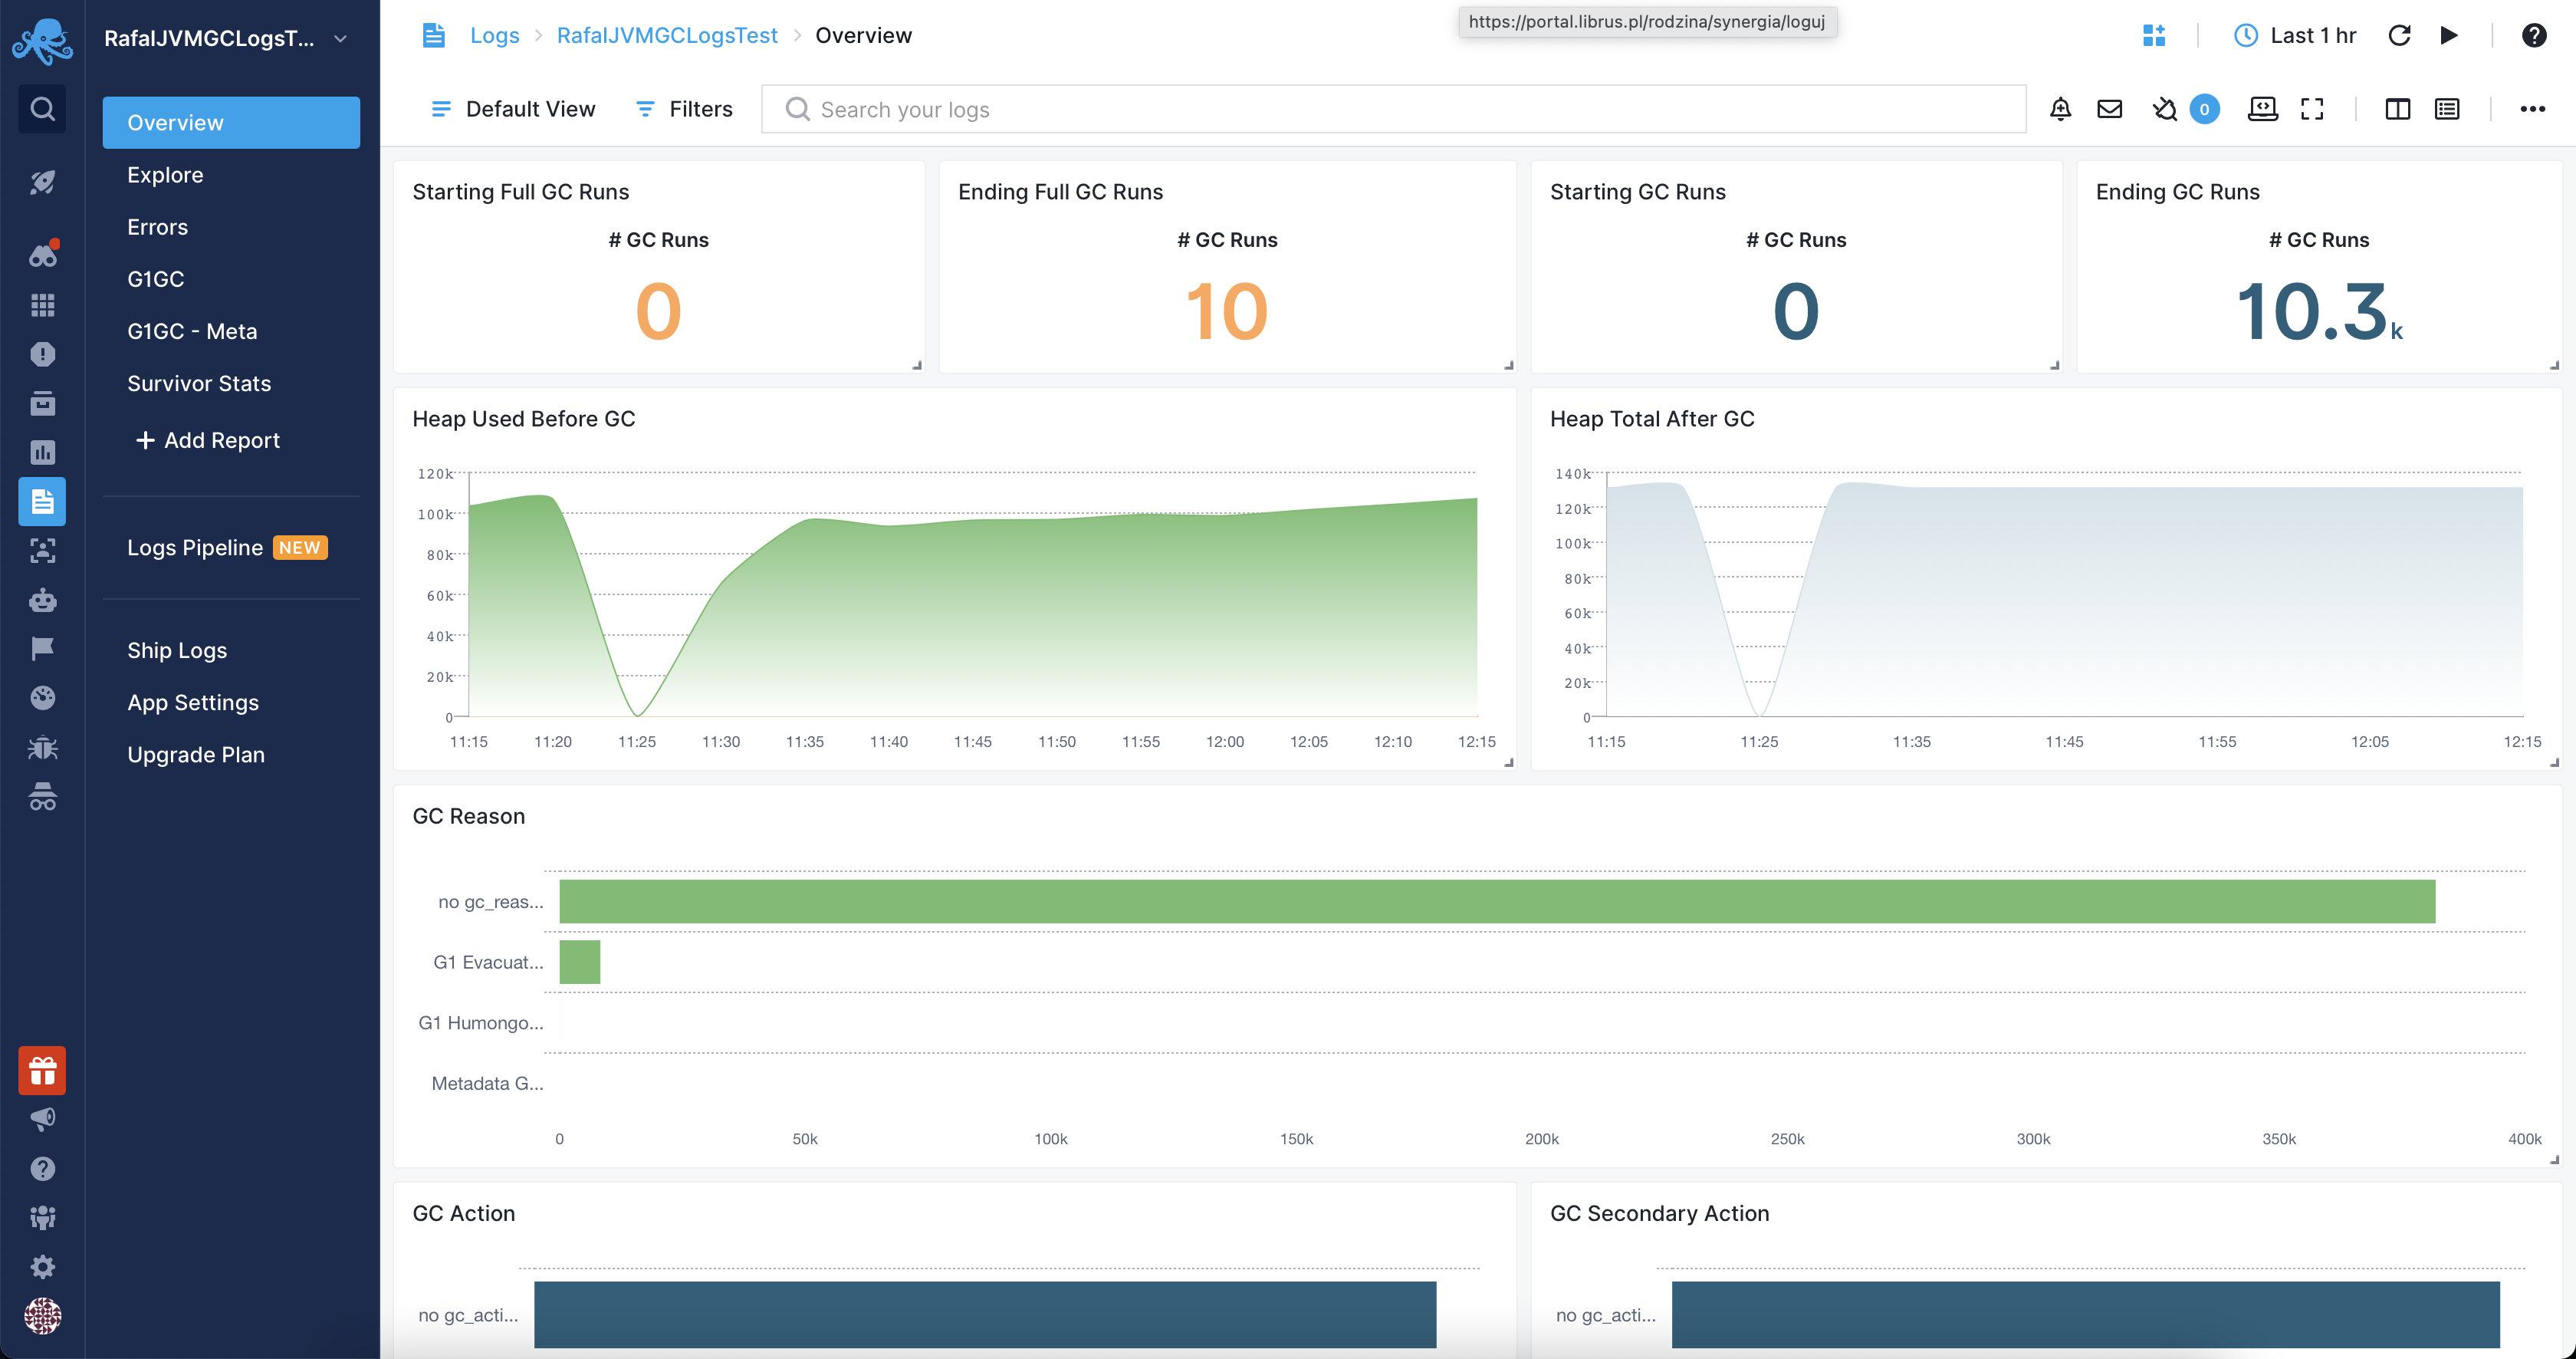 RafalJVMGCLogsT...
Logs > RafalJVMGCLogsTest > Overview
https://portal.librus.pl/rodzina/synergia/loguj
Last 1 hr
Overview
Explore
Errors
G1GC
G1GC - Meta
Survivor Stats
+ Add Report
Logs Pipeline NEW
Ship Logs
App Settings
Upgrade Plan
Default View
Filters
Search your logs
0
Starting Full GC Runs
# GC Runs
0
Ending Full GC Runs
# GC Runs
10
Starting GC Runs
# GC Runs
0
Ending GC Runs
# GC Runs
10.3k
Heap Used Before GC
120k
100k
80k
60k
40k
20k
0
11:15 11:20 11:25 11:30 11:35 11:40 11:45 11:50 11:55 12:00 12:05 12:10 12:15
Heap Total After GC
140k
120k
100k
80k
60k
40k
20k
0
11:15 11:25 11:35 11:45 11:55 12:05 12:15
GC Reason
no gc_reas...
G1 Evacuat...
G1 Humongo...
Metadata G...
0 50k 100k 150k 200k 250k 300k 350k 400k
GC Action
no gc_acti...
GC Secondary Action
no gc_acti...